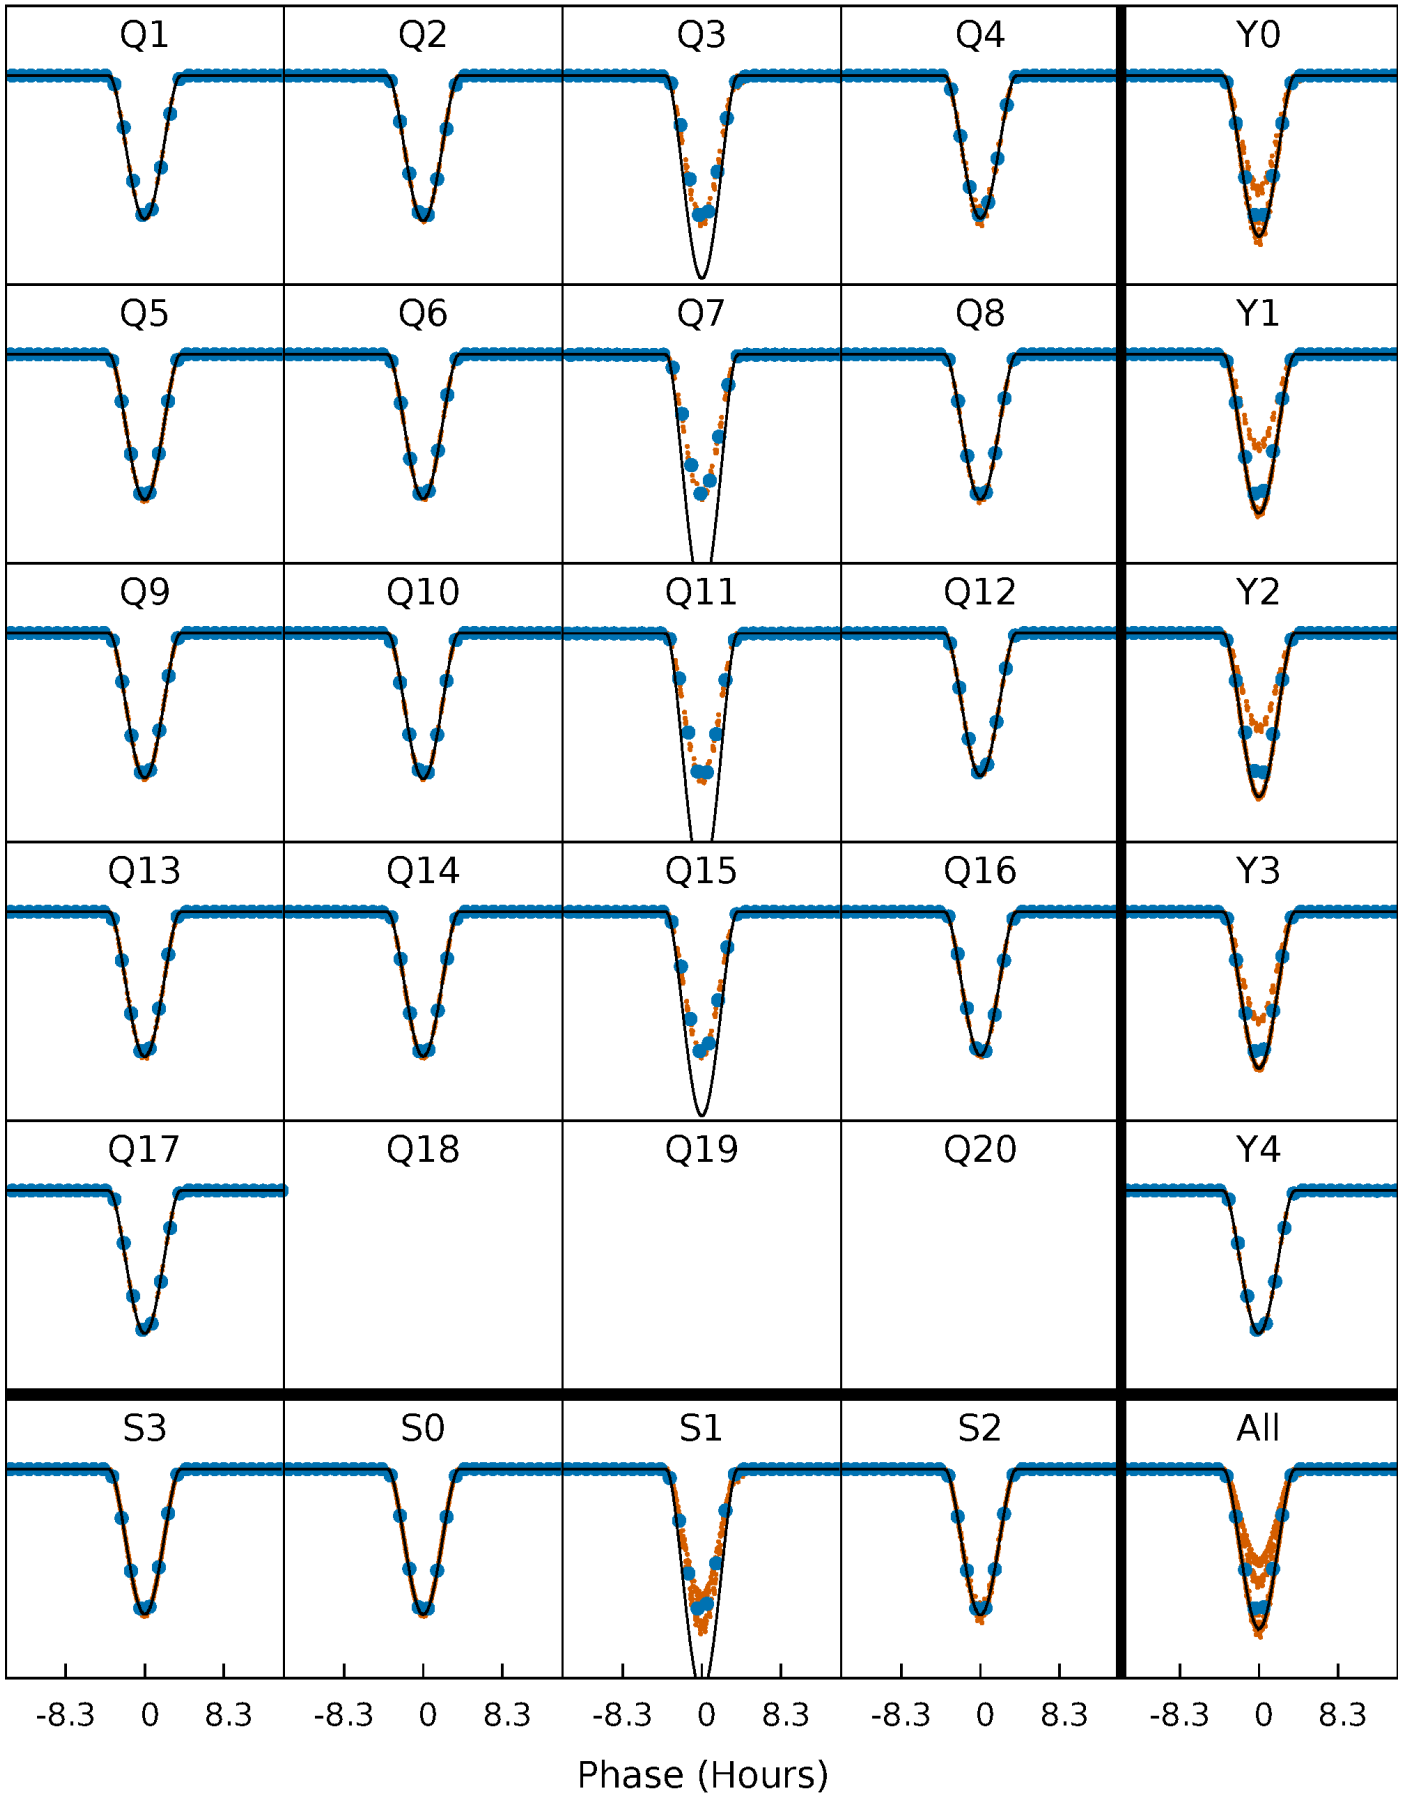 Q1 Q2 Q3 Q4 Y0
Q5 Q6 Q7 Q8 Y1
Q9 Q10 Q11 Q12 Y2
Q13 Q14 Q15 Q16 Y3
Q17 Q18 Q19 Q20 Y4
S3 S0 S1 S2 All
-8.3 0 8.3 -8.3 0 8.3 -8.3 0 8.3 -8.3 0 8.3 -8.3 0 8.3
Phase (Hours)